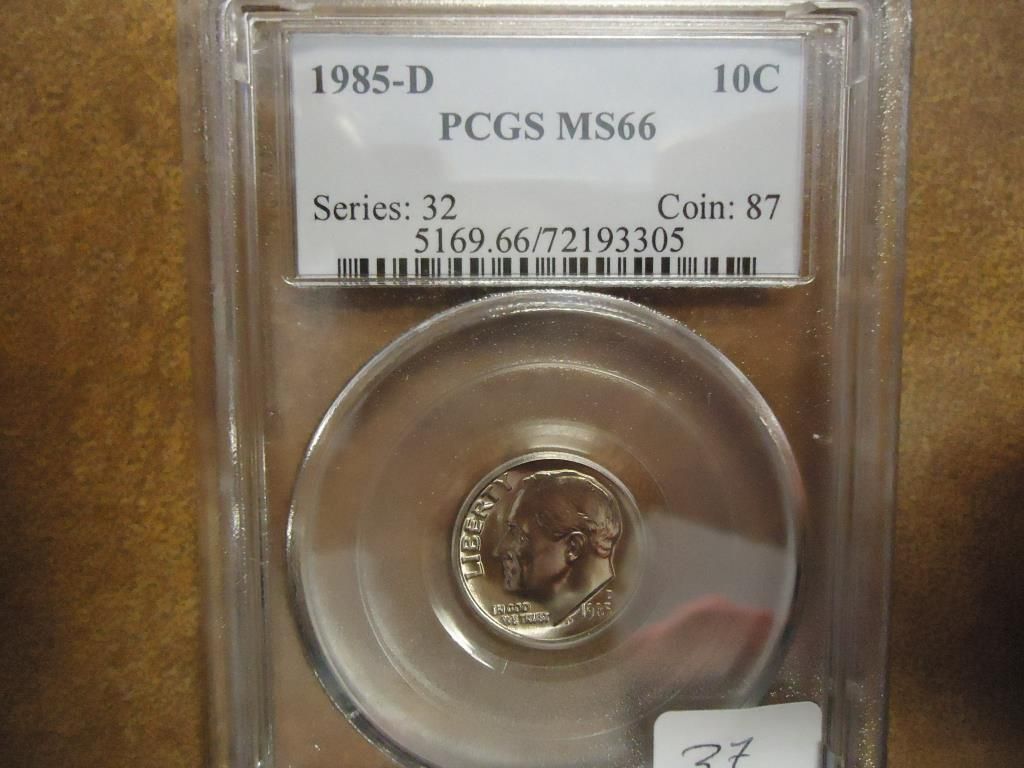 1985-D 10C
PCGS MS66
Series: 32 Coin: 87
5169.66/72193305
LIBERTY
IN GOD
WE TRUST
D
1985
37